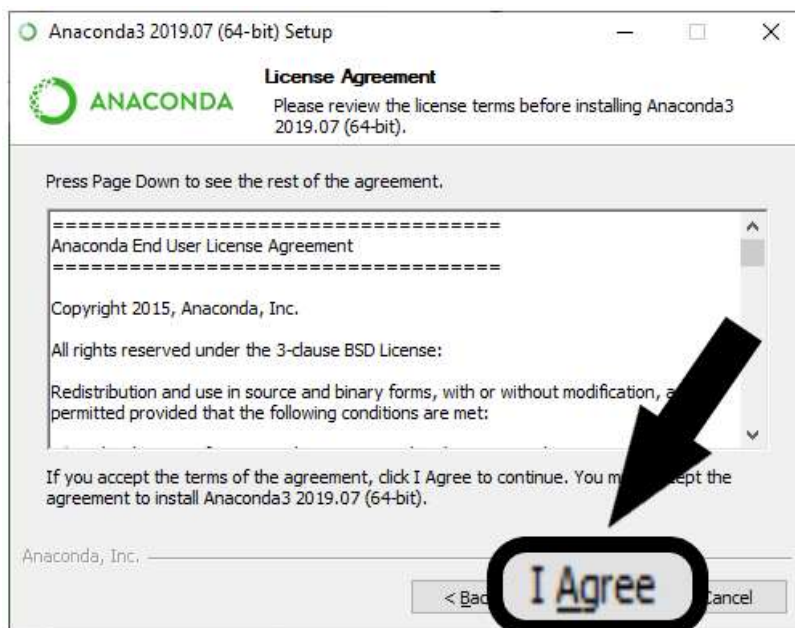 Anaconda3 2019.07 (64-bit) Setup
ANACONDA
License Agreement
Please review the license terms before installing Anaconda3
2019.07 (64-bit).
Press Page Down to see the rest of the agreement.
===================================
Anaconda End User License Agreement
===================================
Copyright 2015, Anaconda, Inc.
All rights reserved under the 3-clause BSD License:
Redistribution and use in source and binary forms, with or without modification,
permitted provided that the following conditions are met:
If you accept the terms of the agreement, click I Agree to continue. You the
agreement to install Anaconda3 2019.07 (64-bit).
Anaconda, Inc.
< I Agree Cancel